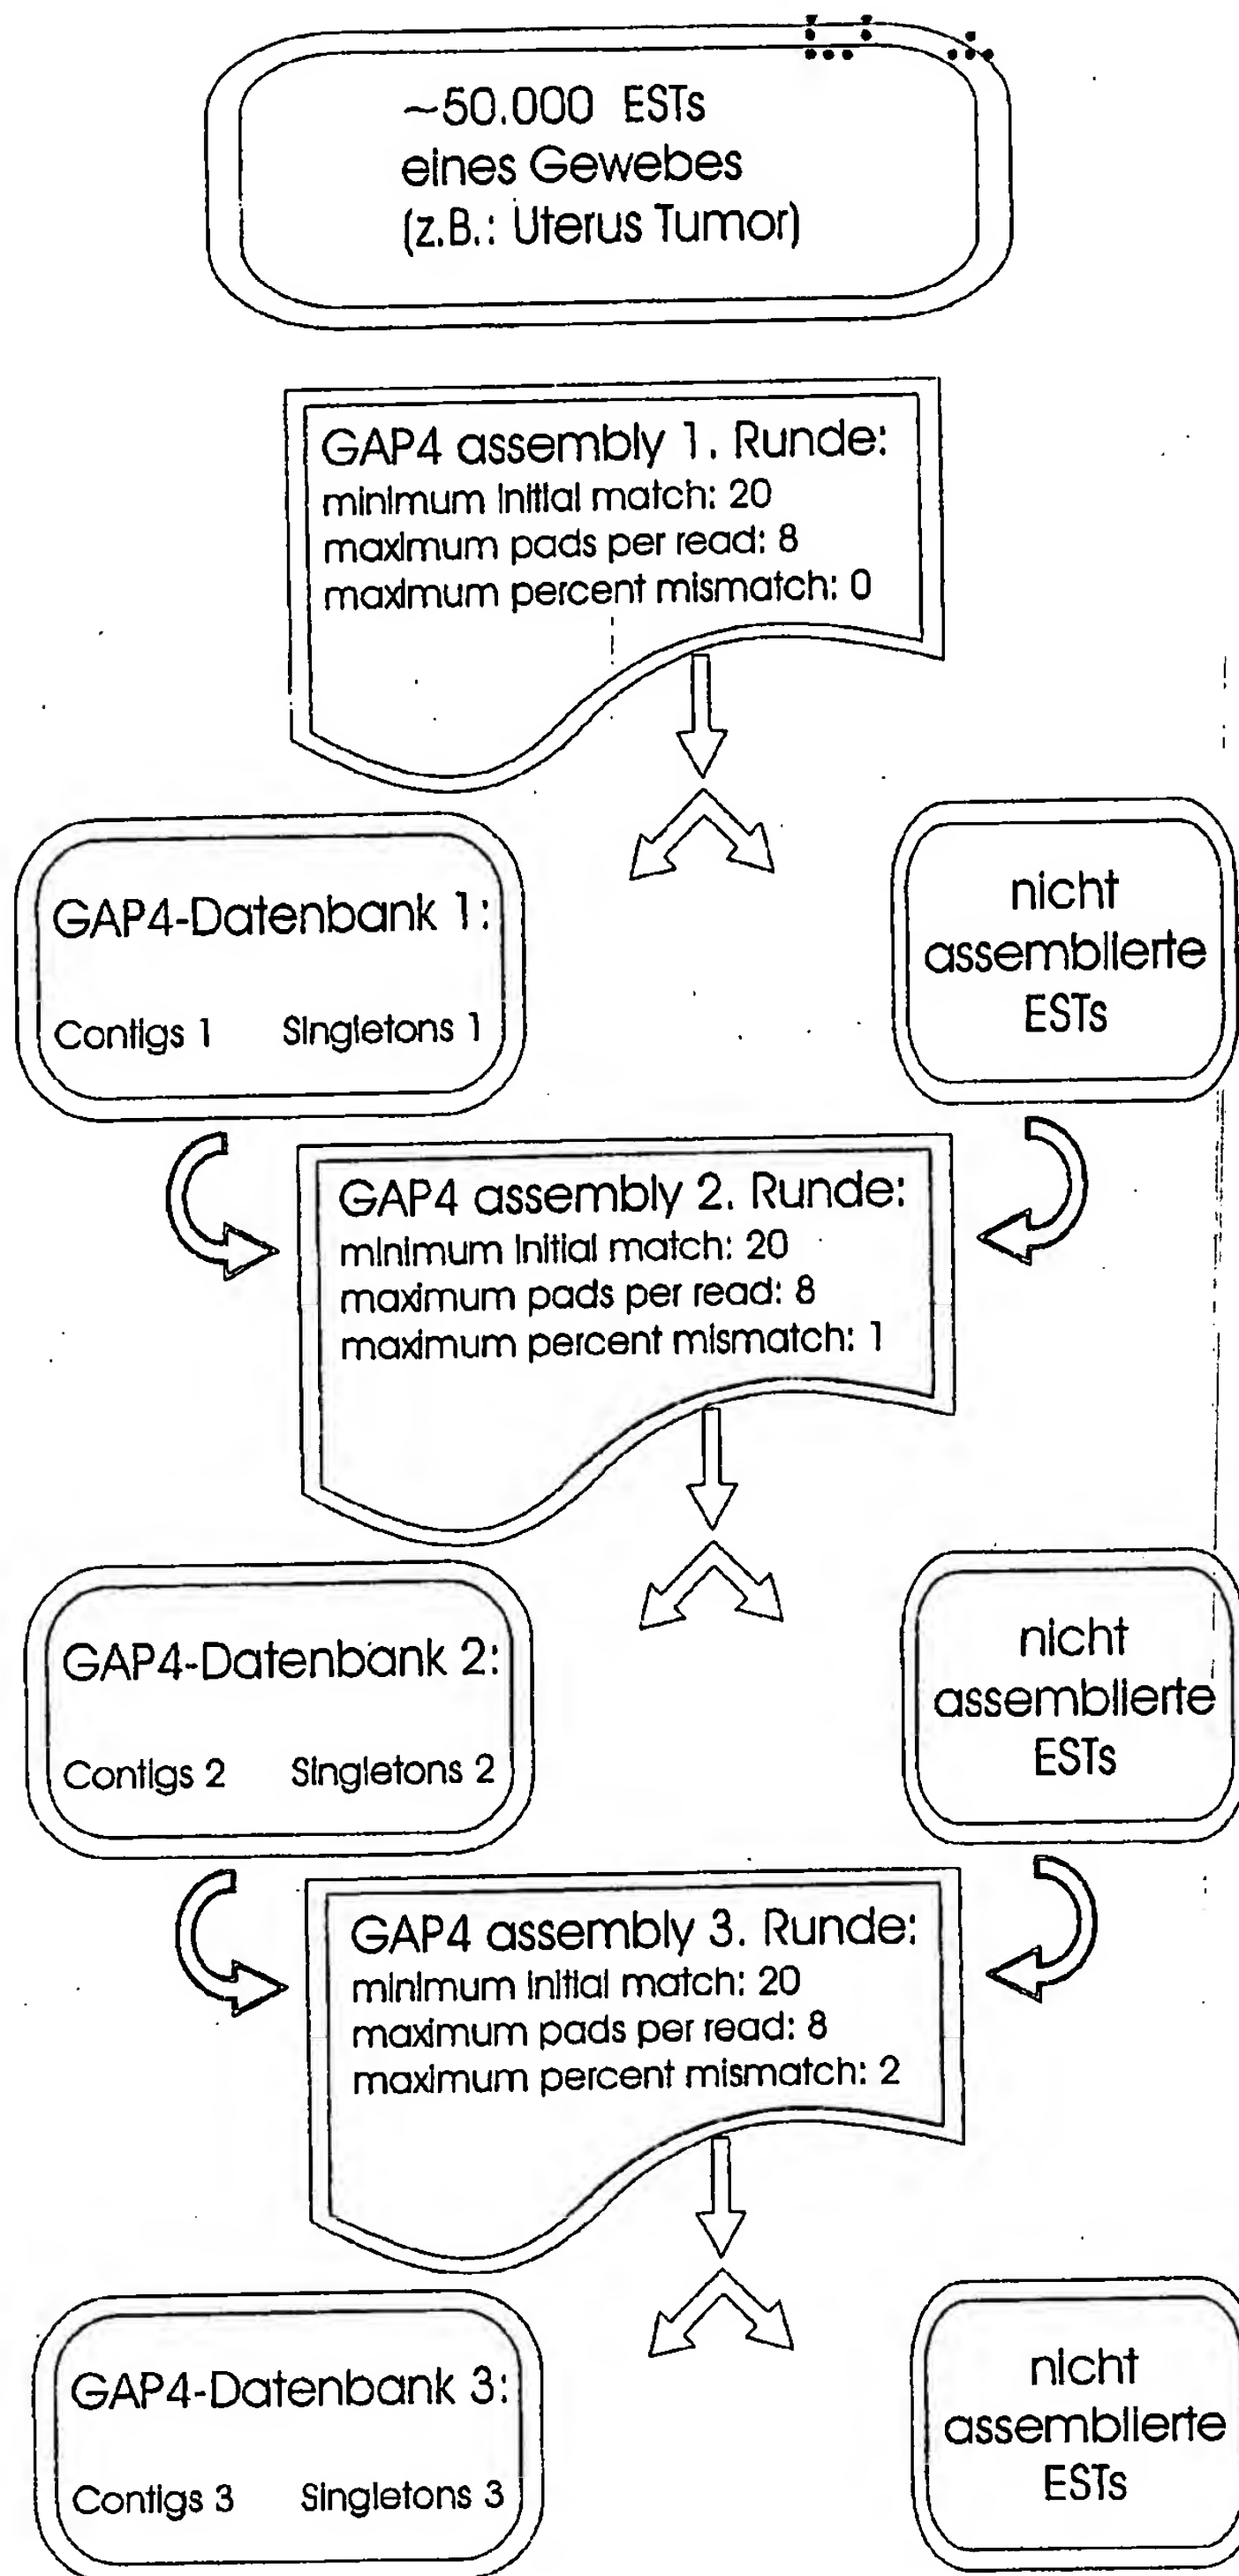 ~50.000 ESTs
eines Gewebes
(z.B.: Uterus Tumor)
GAP4 assembly 1. Runde:
minimum initial match: 20
maximum pads per read: 8
maximum percent mismatch: 0
GAP4-Datenbank 1:
Contigs 1 Singletons 1
nicht
assemblierte
ESTs
GAP4 assembly 2. Runde:
minimum initial match: 20
maximum pads per read: 8
maximum percent mismatch: 1
GAP4-Datenbank 2:
Contigs 2 Singletons 2
nicht
assemblierte
ESTs
GAP4 assembly 3. Runde:
minimum initial match: 20
maximum pads per read: 8
maximum percent mismatch: 2
GAP4-Datenbank 3:
Contigs 3 Singletons 3
nicht
assemblierte
ESTs